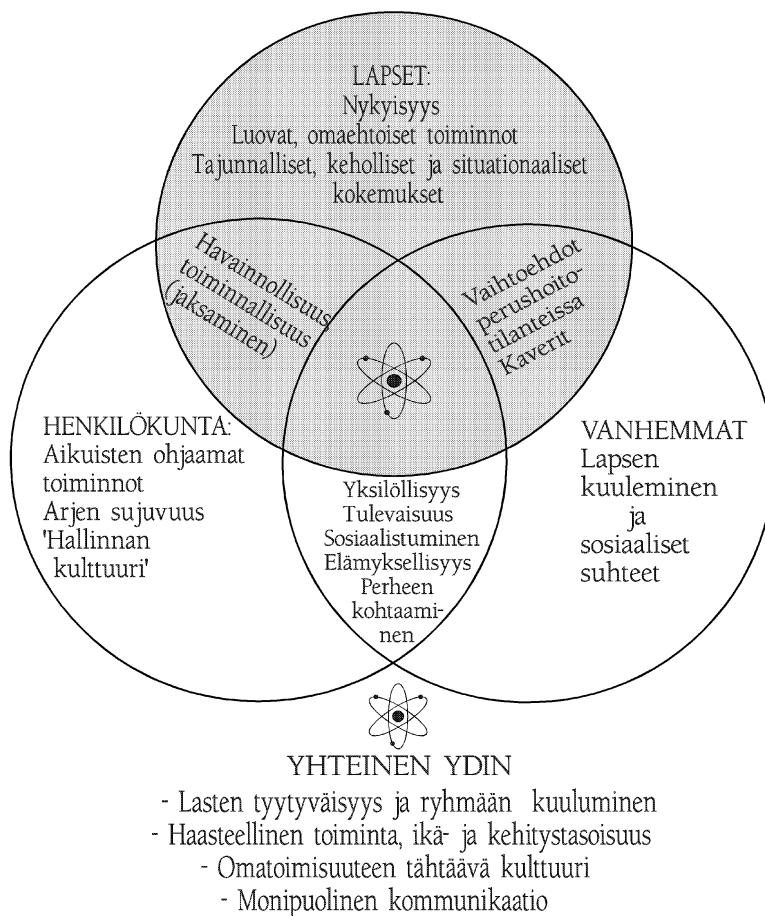 LAPSET:
Nykyisyys
Luovat, omaehtoiset toiminnot
Tajunnalliset, keholliset ja situationaaliset
kokemukset
Havainnollisuus
toiminnallisuus
(jaksaminen)
Vaihtoehdot
perushoito-
tilanteissa
Kaverit
HENKILÖKUNTA:
Aikuisten ohjaamat
toiminnot
Arjen sujuvuus
'Hallinnan
kulttuuri'
VANHEMMAT
Lapsen
kuuleminen
ja
sosiaaliset
suhteet
Yksilöllisyys
Tulevaisuus
Sosiaalistuminen
Elämyksellisyys
Perheen
kohtaami-
nen
YHTEINEN YDIN
- Lasten tyytyväisyys ja ryhmään kuuluminen
- Haasteellinen toiminta, ikä- ja kehitystasoisuus
- Omatoimisuuteen tähtäävä kulttuuri
- Monipuolinen kommunikaatio